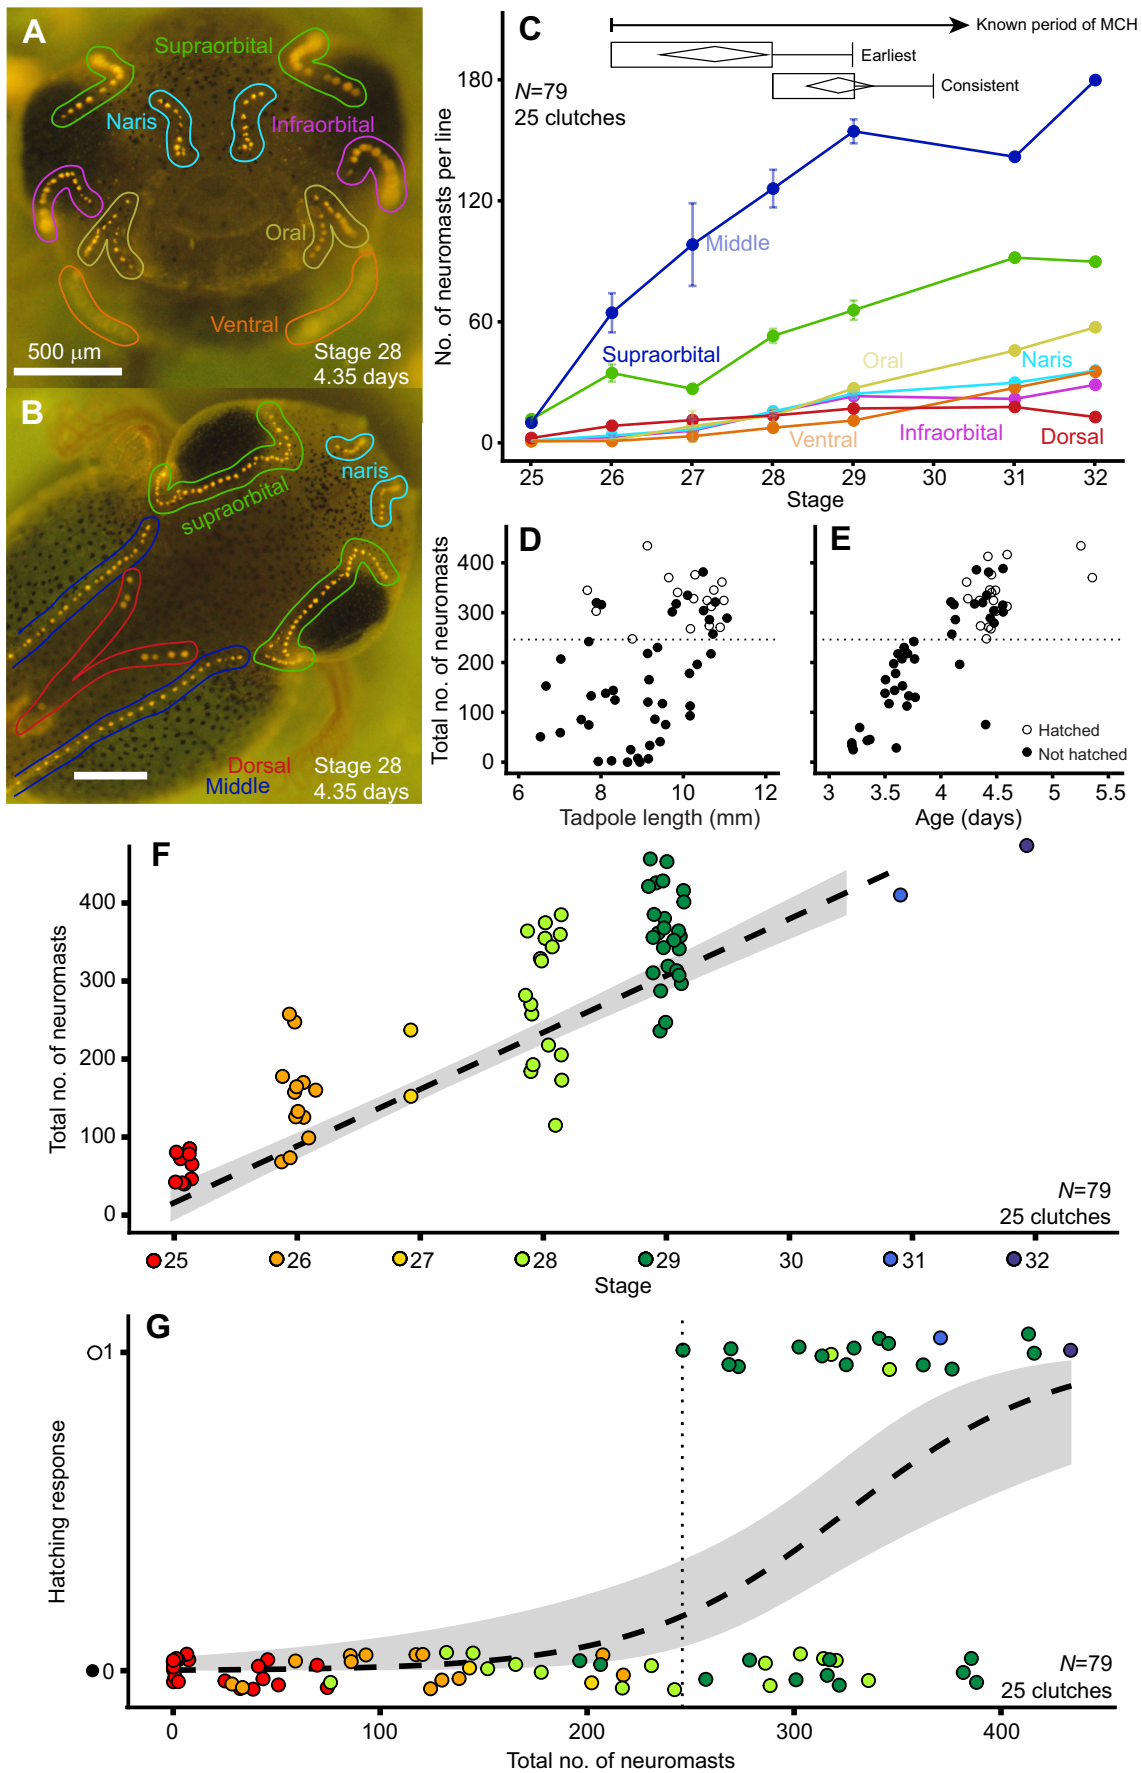 A
Supraorbital
Naris
Infraorbital
Oral
Ventral
500 μm
Stage 28
4.35 days
B
naris
supraorbital
Dorsal
Middle
Stage 28
4.35 days
C
Known period of MCH
Earliest
Consistent
N=79
25 clutches
No. of neuromasts per line
180
120
60
0
Middle
Supraorbital
Oral
Naris
Ventral
Infraorbital
Dorsal
25 26 27 28 29 30 31 32
Stage
D
Total no. of neuromasts
400
300
200
100
0
6 8 10 12
Tadpole length (mm)
E
Hatched
Not hatched
3 3.5 4 4.5 5 5.5
Age (days)
F
Total no. of neuromasts
400
300
200
100
0
N=79
25 clutches
25 26 27 28 29 30 31 32
Stage
G
Hatching response
1
0
N=79
25 clutches
0 100 200 300 400
Total no. of neuromasts